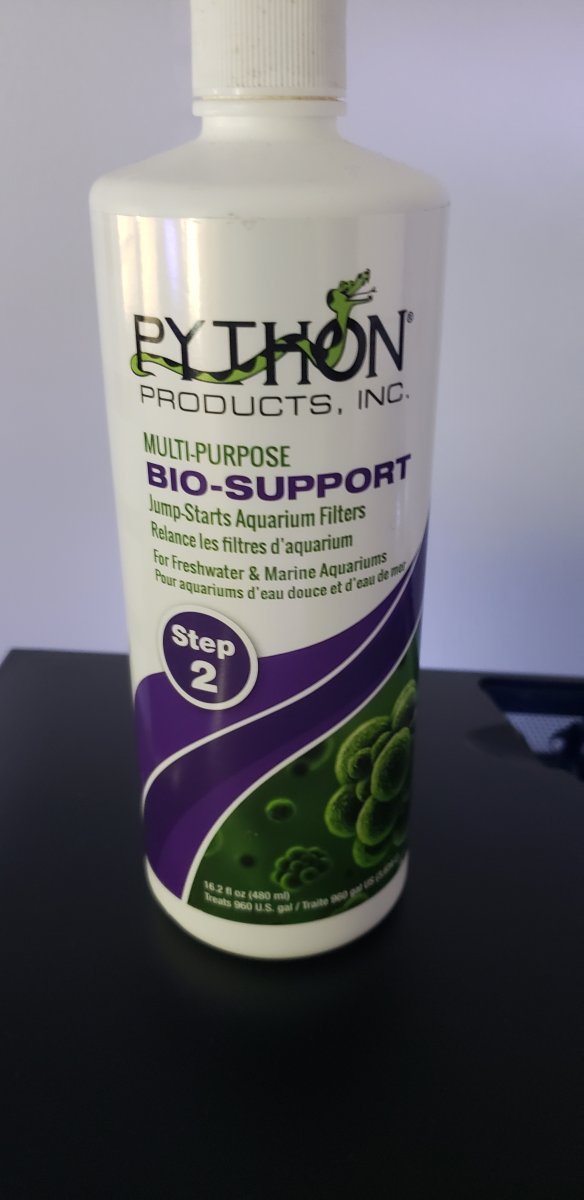 PYTHON®
PRODUCTS, INC.
MULTI-PURPOSE
BIO-SUPPORT
Jump-Starts Aquarium Filters
Relance les filtres d'aquarium
For Freshwater & Marine Aquariums
Pour aquariums d'eau douce et d'eau de mer
Step
2
16.2 fl oz (480 ml)
Treats 960 U.S. gal / Traite 960 gal US